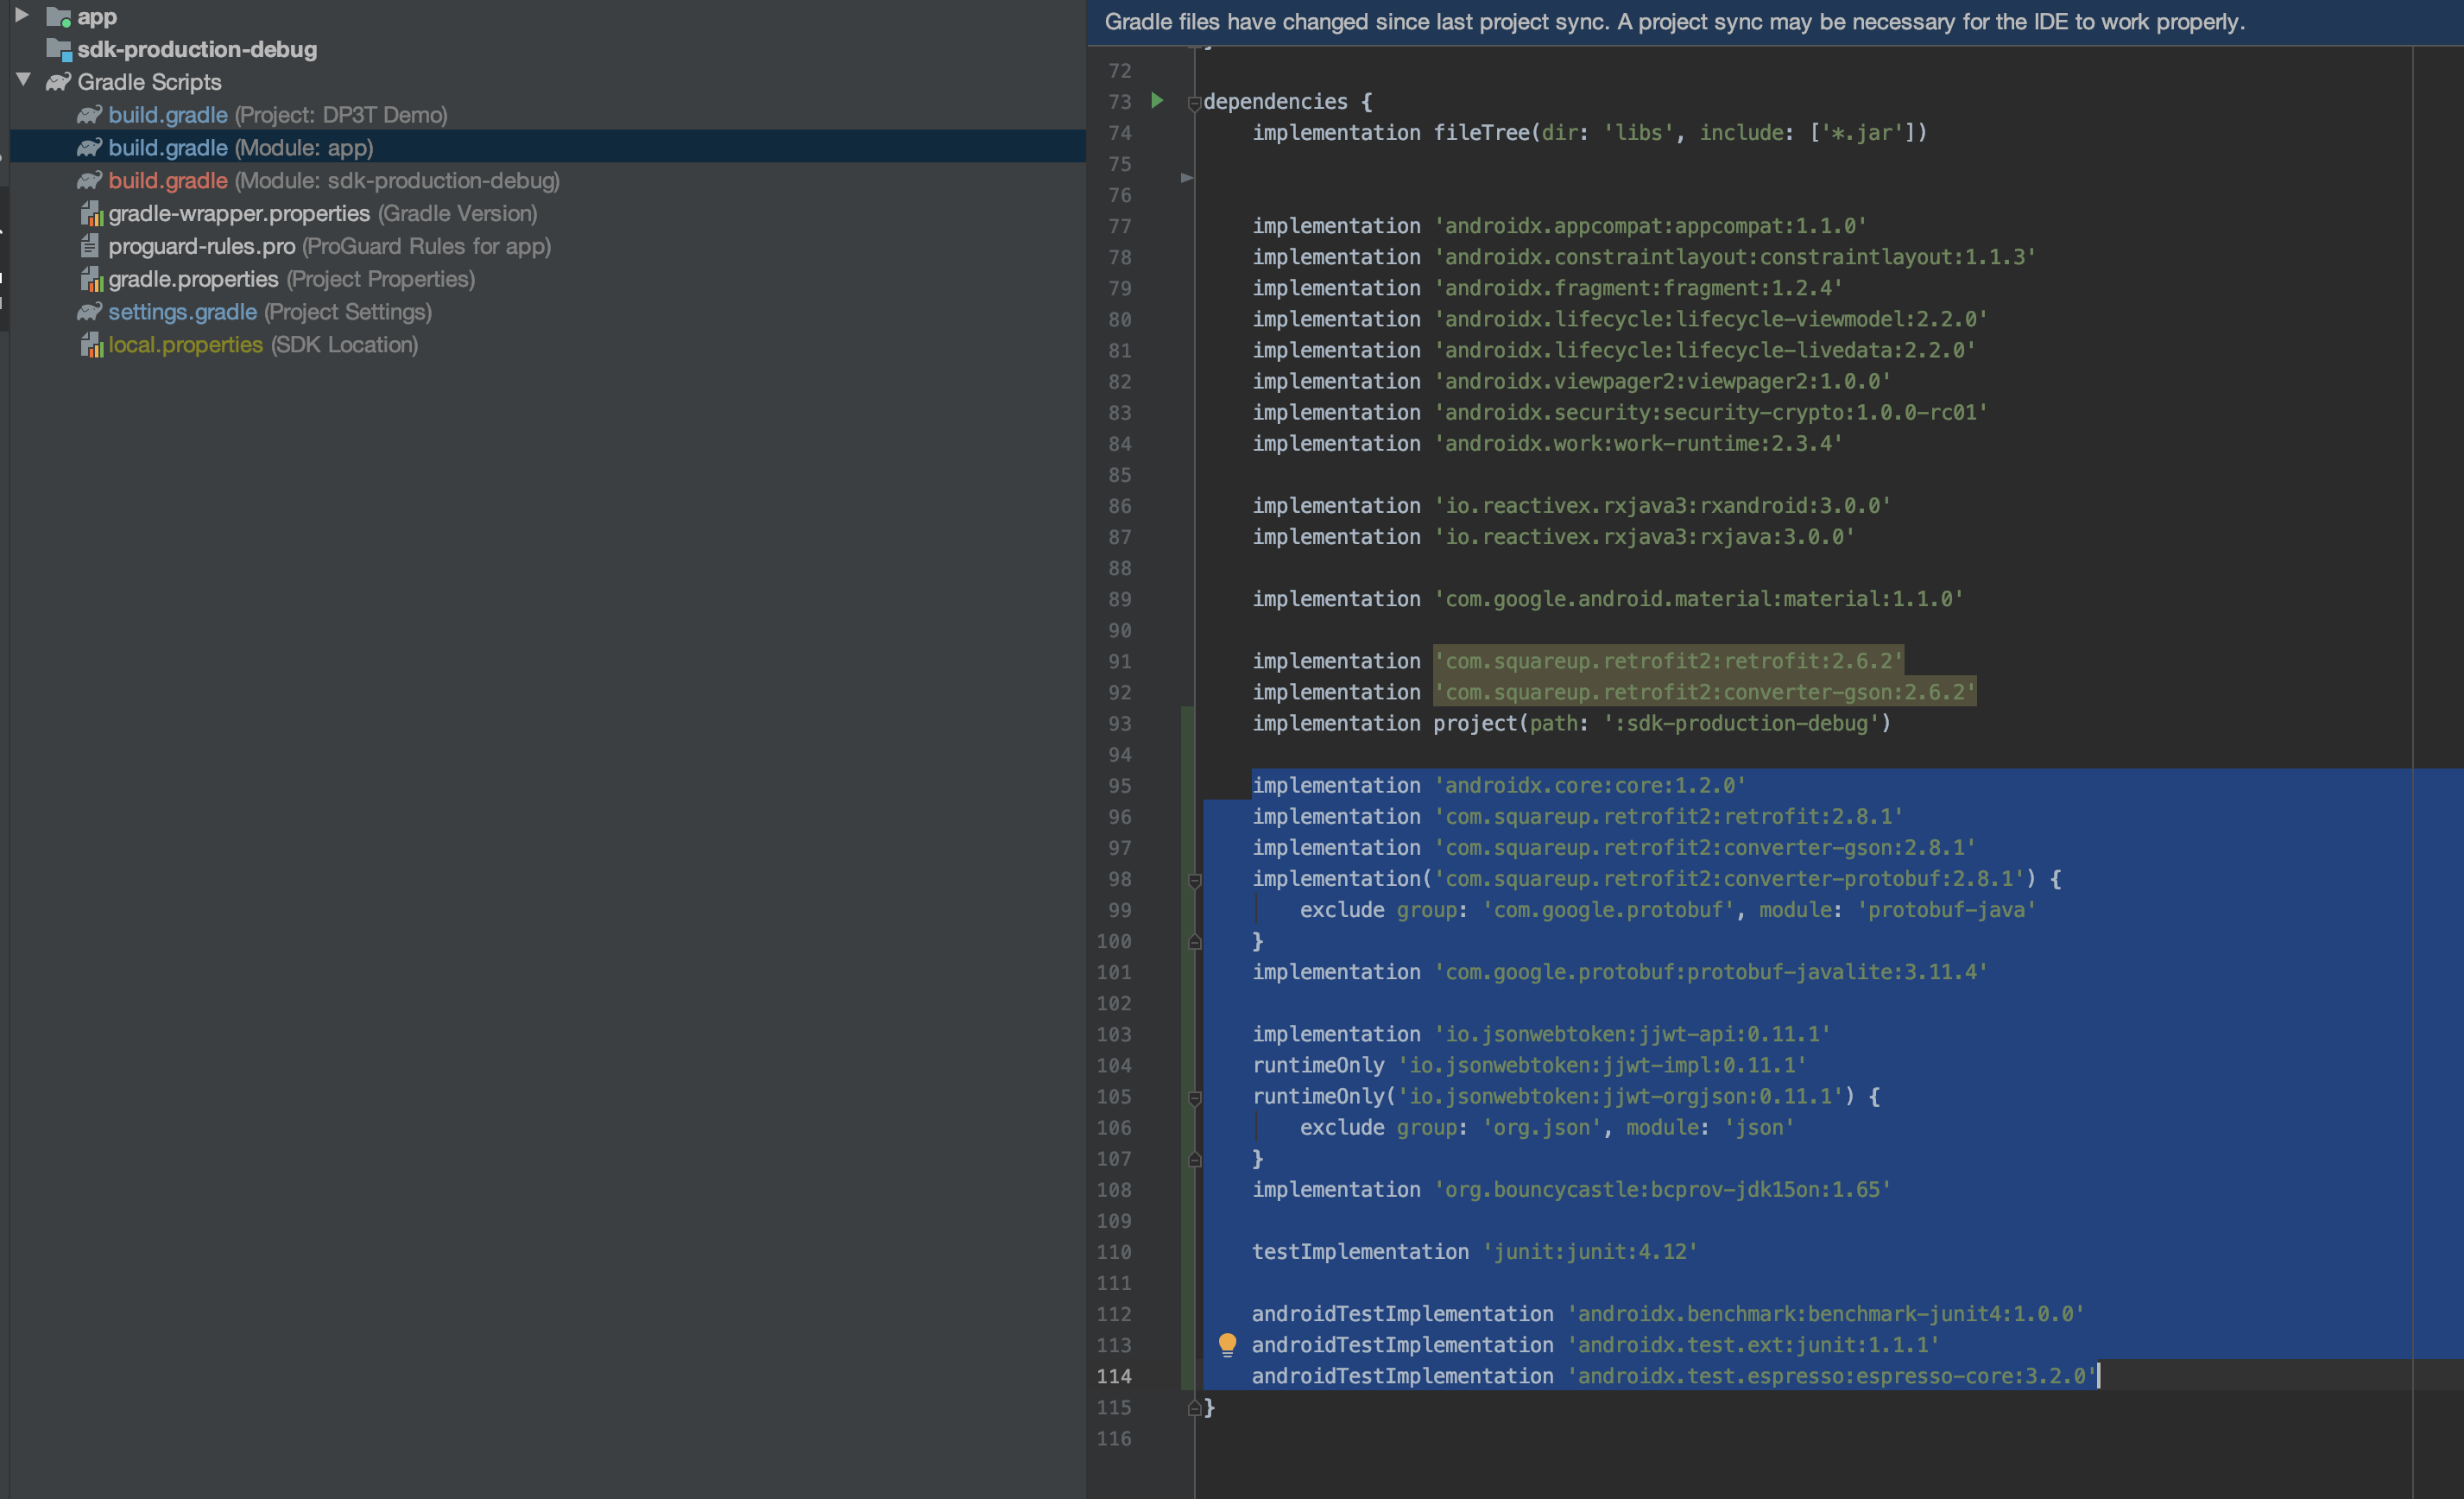 app
sdk-production-debug
Gradle Scripts
build.gradle (Project: DP3T Demo)
build.gradle (Module: app)
build.gradle (Module: sdk-production-debug)
gradle-wrapper.properties (Gradle Version)
proguard-rules.pro (ProGuard Rules for app)
gradle.properties (Project Properties)
settings.gradle (Project Settings)
local.properties (SDK Location)
Gradle files have changed since last project sync. A project sync may be necessary for the IDE to work properly.
72
73 dependencies {
74 implementation fileTree(dir: 'libs', include: ['*.jar'])
75
76
77 implementation 'androidx.appcompat:appcompat:1.1.0'
78 implementation 'androidx.constraintlayout:constraintlayout:1.1.3'
79 implementation 'androidx.fragment:fragment:1.2.4'
80 implementation 'androidx.lifecycle:lifecycle-viewmodel:2.2.0'
81 implementation 'androidx.lifecycle:lifecycle-livedata:2.2.0'
82 implementation 'androidx.viewpager2:viewpager2:1.0.0'
83 implementation 'androidx.security:security-crypto:1.0.0-rc01'
84 implementation 'androidx.work:work-runtime:2.3.4'
85
86 implementation 'io.reactivex.rxjava3:rxandroid:3.0.0'
87 implementation 'io.reactivex.rxjava3:rxjava:3.0.0'
88
89 implementation 'com.google.android.material:material:1.1.0'
90
91 implementation 'com.squareup.retrofit2:retrofit:2.6.2'
92 implementation 'com.squareup.retrofit2:converter-gson:2.6.2'
93 implementation project(path: ':sdk-production-debug')
94
95 implementation 'androidx.core:core:1.2.0'
96 implementation 'com.squareup.retrofit2:retrofit:2.8.1'
97 implementation 'com.squareup.retrofit2:converter-gson:2.8.1'
98 implementation('com.squareup.retrofit2:converter-protobuf:2.8.1') {
99 exclude group: 'com.google.protobuf', module: 'protobuf-java'
100 }
101 implementation 'com.google.protobuf:protobuf-javalite:3.11.4'
102
103 implementation 'io.jsonwebtoken:jjwt-api:0.11.1'
104 runtimeOnly 'io.jsonwebtoken:jjwt-impl:0.11.1'
105 runtimeOnly('io.jsonwebtoken:jjwt-orgjson:0.11.1') {
106 exclude group: 'org.json', module: 'json'
107 }
108 implementation 'org.bouncycastle:bcprov-jdk15on:1.65'
109
110 testImplementation 'junit:junit:4.12'
111
112 androidTestImplementation 'androidx.benchmark:benchmark-junit4:1.0.0'
113 androidTestImplementation 'androidx.test.ext:junit:1.1.1'
114 androidTestImplementation 'androidx.test.espresso:espresso-core:3.2.0'
115 }
116